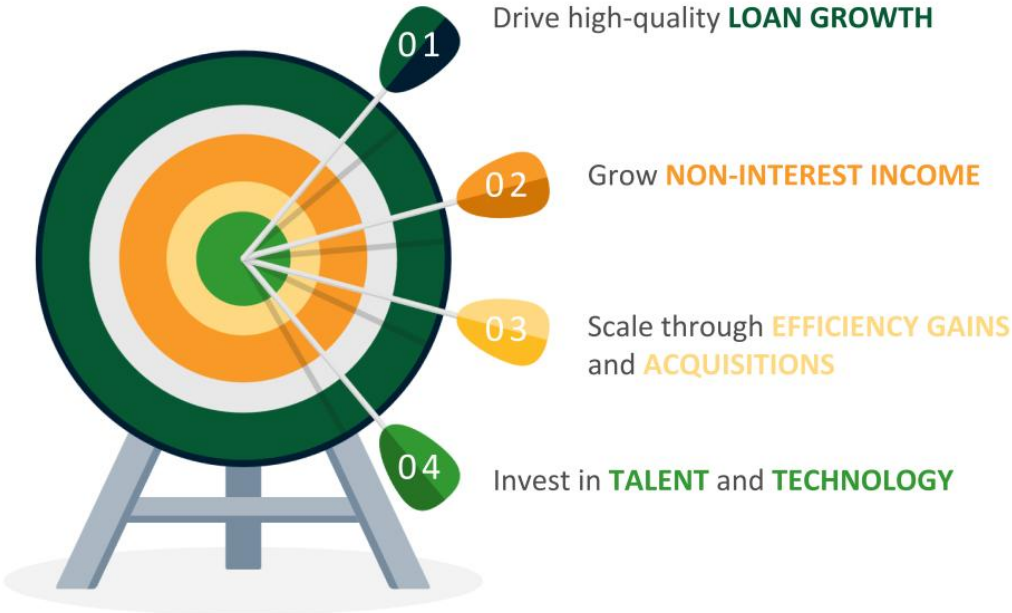 01
Drive high-quality LOAN GROWTH
02
Grow NON-INTEREST INCOME
03
Scale through EFFICIENCY GAINS
and ACQUISITIONS
04
Invest in TALENT and TECHNOLOGY